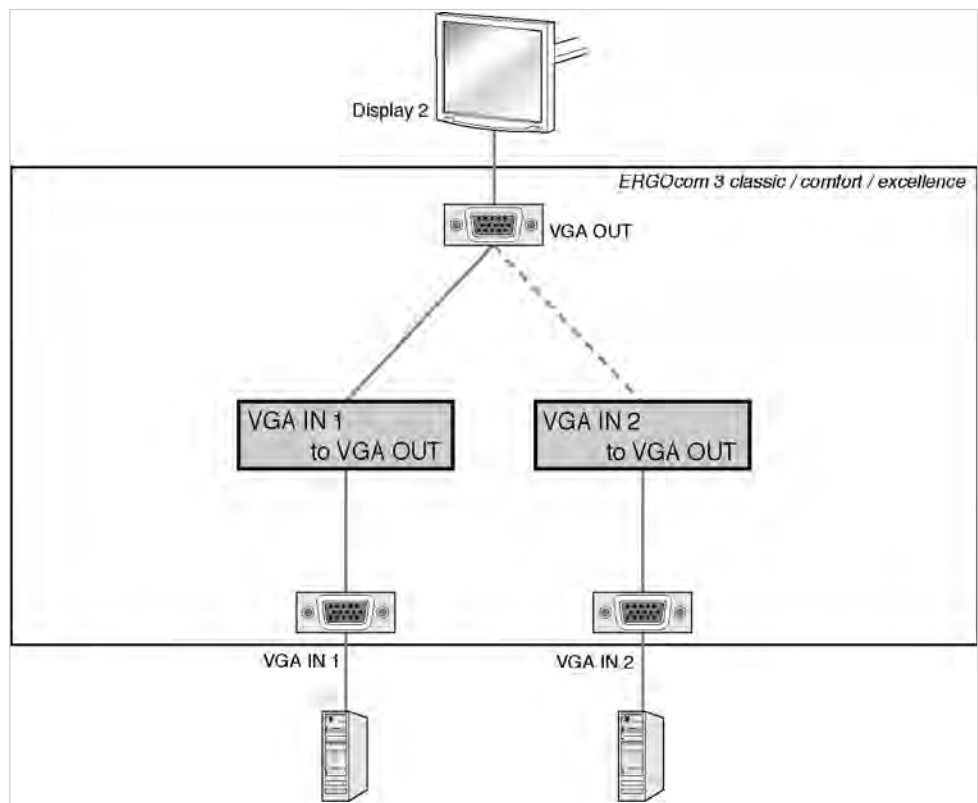 Display 2
ERGOcom 3 classic / comfort / excellence
VGA OUT
VGA IN 1
to VGA OUT
VGA IN 2
to VGA OUT
VGA IN 1
VGA IN 2